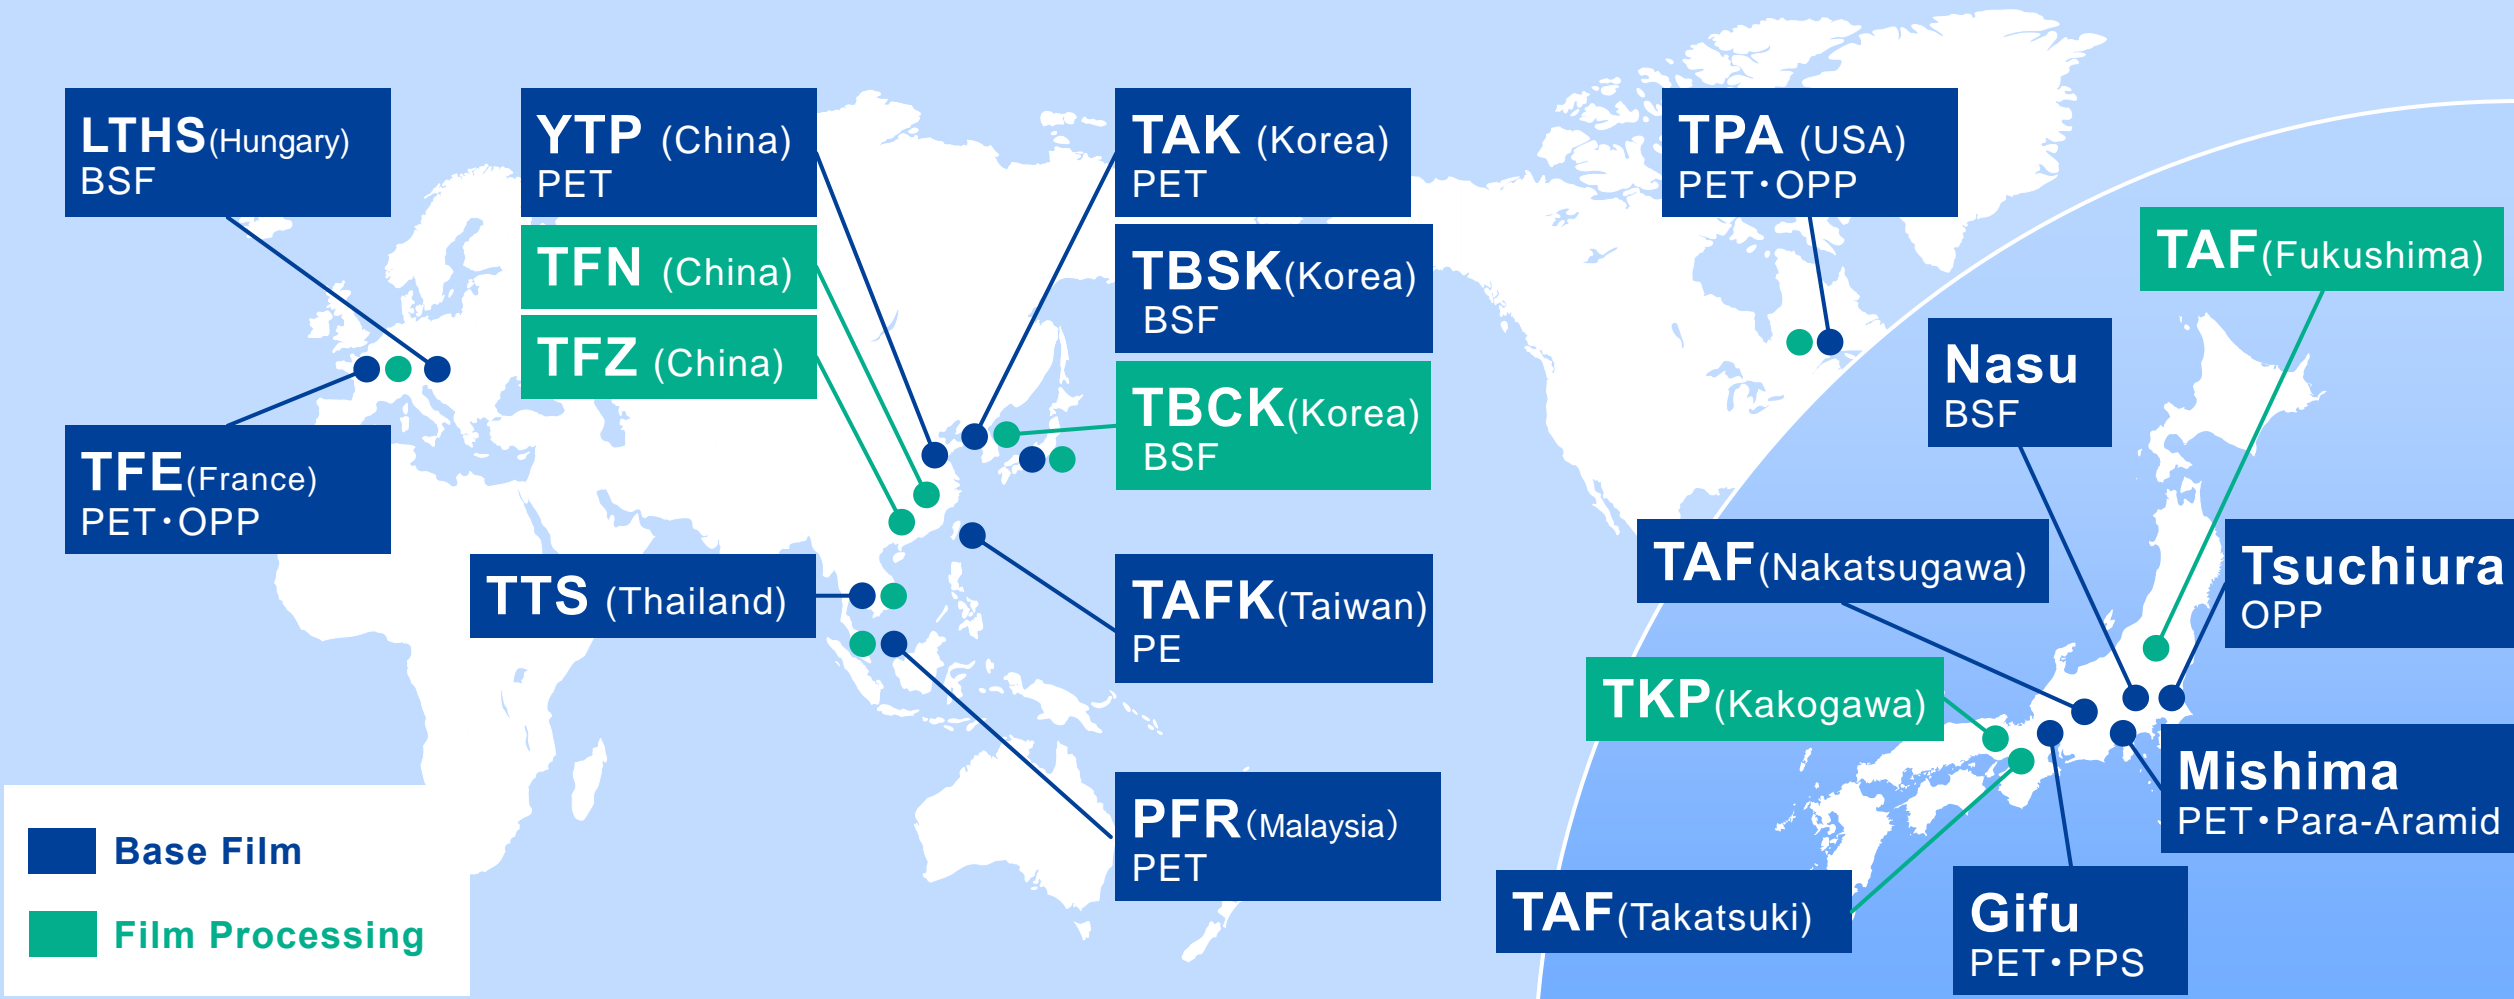 LTHS(Hungary)
BSF
YTP (China)
PET
TFN (China)
TFZ (China)
TAK (Korea)
PET
TBSK(Korea)
BSF
TBCK(Korea)
BSF
TPA (USA)
PET・OPP
TAF(Fukushima)
Nasu
BSF
TFE(France)
PET・OPP
TTS (Thailand)
TAFK(Taiwan)
PE
TAF(Nakatsugawa)
Tsuchiura
OPP
TKP(Kakogawa)
Mishima
PET・Para-Aramid
PFR(Malaysia)
PET
TAF(Takatsuki)
Gifu
PET・PPS
Base Film
Film Processing